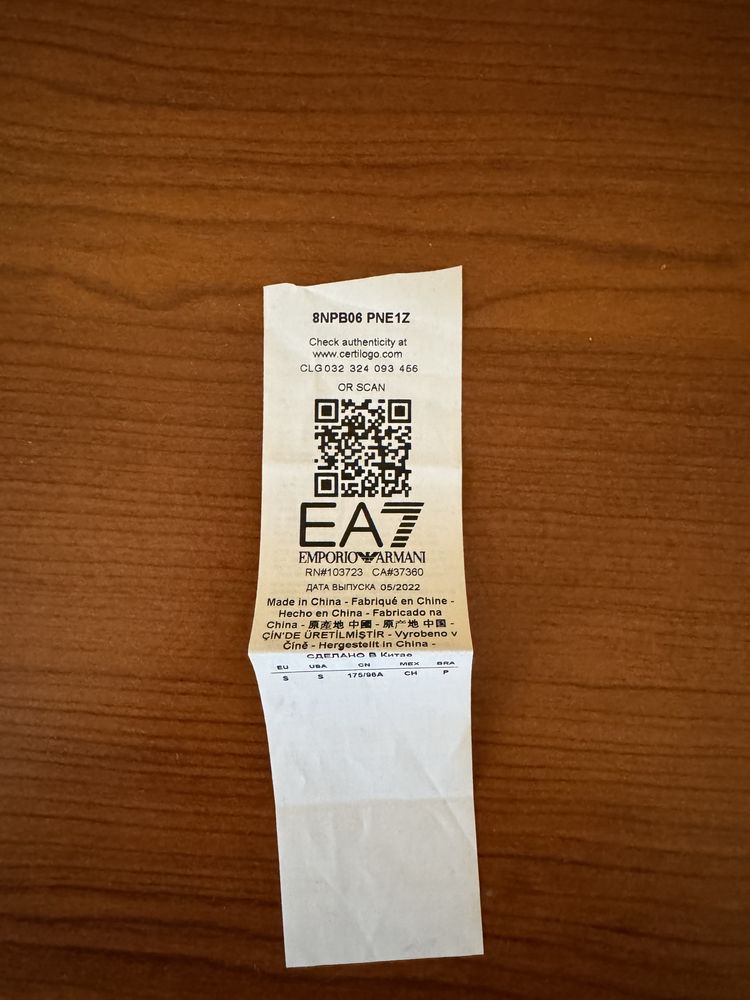 8NPB06 PNE1Z
Check authenticity at
www.certilogo.com
CLG032 324 093 456
OR SCAN
EA7
EMPORIO ARMANI
RN#103723 CA#37360
ДАТА ВЫПУСКА 05/2022
Made in China - Fabriqué en Chine -
Hecho en China - Fabricado na
China - 原產地 中國 - 原产地 中国 -
ÇİN'DE ÜRETİLMİŞTİR - Vyrobeno v
Číně - Hergestellt in China -
СДЕЛАНО В Китае
EU USA CN MEX BRA
S S 175/96A CH P